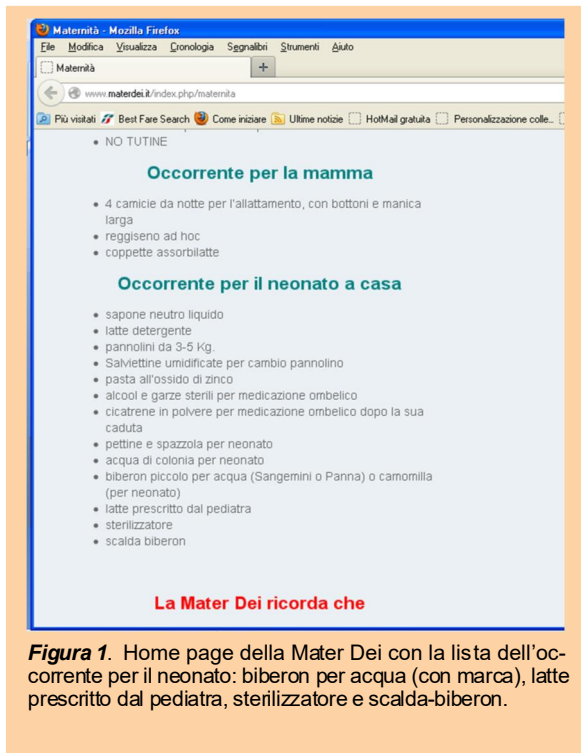 Maternità - Mozilla Firefox
File Modifica Visualizza Cronologia Segnalibri Strumenti Aiuto
Maternità +
www.materdei.it/index.php/maternita
Più visitati Best Fare Search Come iniziare Ultime notizie HotMail gratuita Personalizzazione colle...
• NO TUTINE
Occorrente per la mamma
• 4 camicie da notte per l'allattamento, con bottoni e manica
larga
• reggiseno ad hoc
• coppette assorbilatte
Occorrente per il neonato a casa
• sapone neutro liquido
• latte detergente
• pannolini da 3-5 Kg.
• Salviettine umidificate per cambio pannolino
• pasta all'ossido di zinco
• alcool e garze sterili per medicazione ombelico
• cicatrene in polvere per medicazione ombelico dopo la sua
caduta
• pettine e spazzola per neonato
• acqua di colonia per neonato
• biberon piccolo per acqua (Sangemini o Panna) o camomilla
(per neonato)
• latte prescritto dal pediatra
• sterilizzatore
• scalda biberon
La Mater Dei ricorda che
Figura 1. Home page della Mater Dei con la lista dell'oc-
corrente per il neonato: biberon per acqua (con marca), latte
prescritto dal pediatra, sterilizzatore e scalda-biberon.